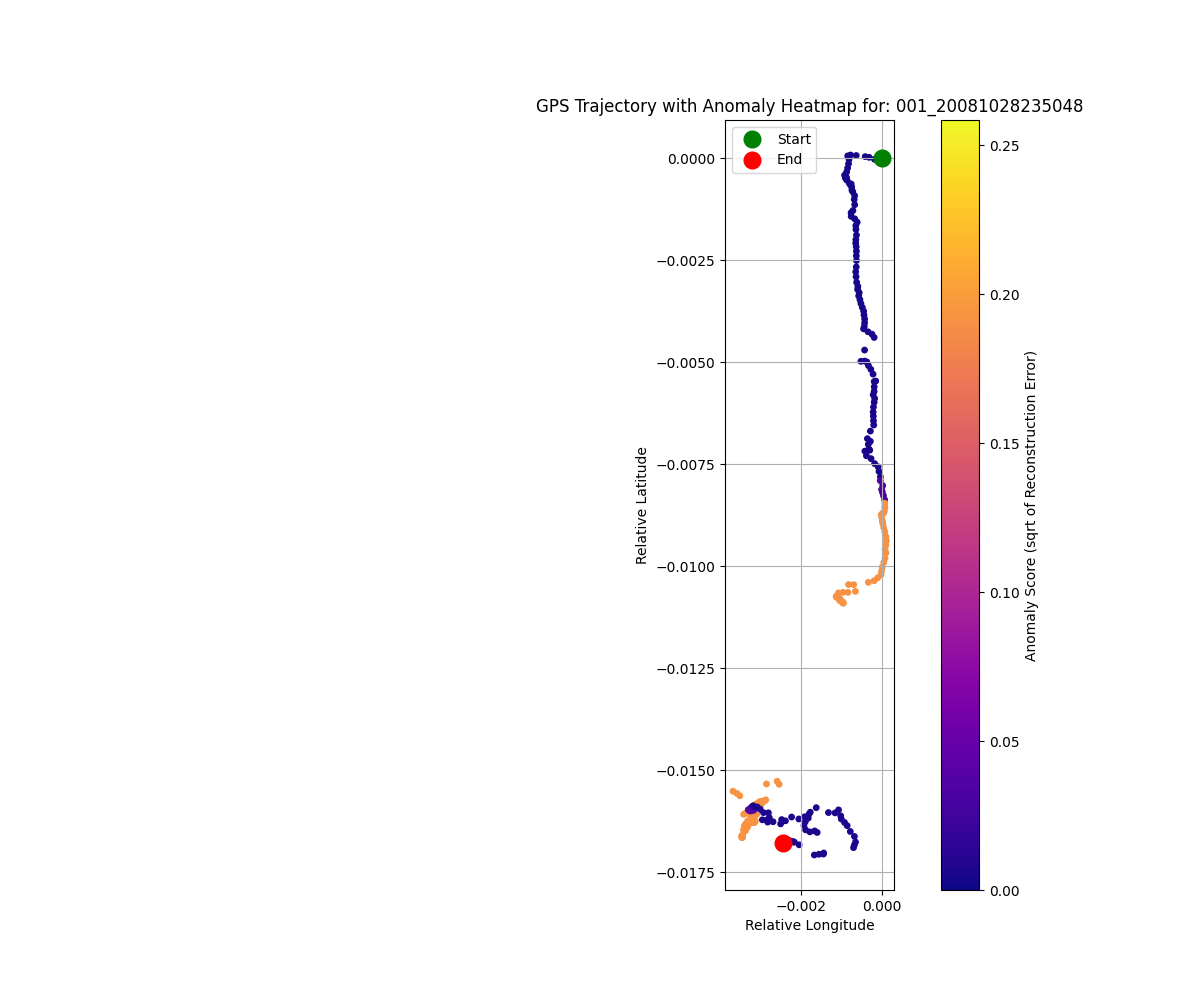 GPS Trajectory with Anomaly Heatmap for: 001_20081028235048
Start
End
0.0000
−0.0025
−0.0050
−0.0075
−0.0100
−0.0125
−0.0150
−0.0175
Relative Latitude
−0.002
0.000
Relative Longitude
0.25
0.20
0.15
0.10
0.05
0.00
Anomaly Score (sqrt of Reconstruction Error)